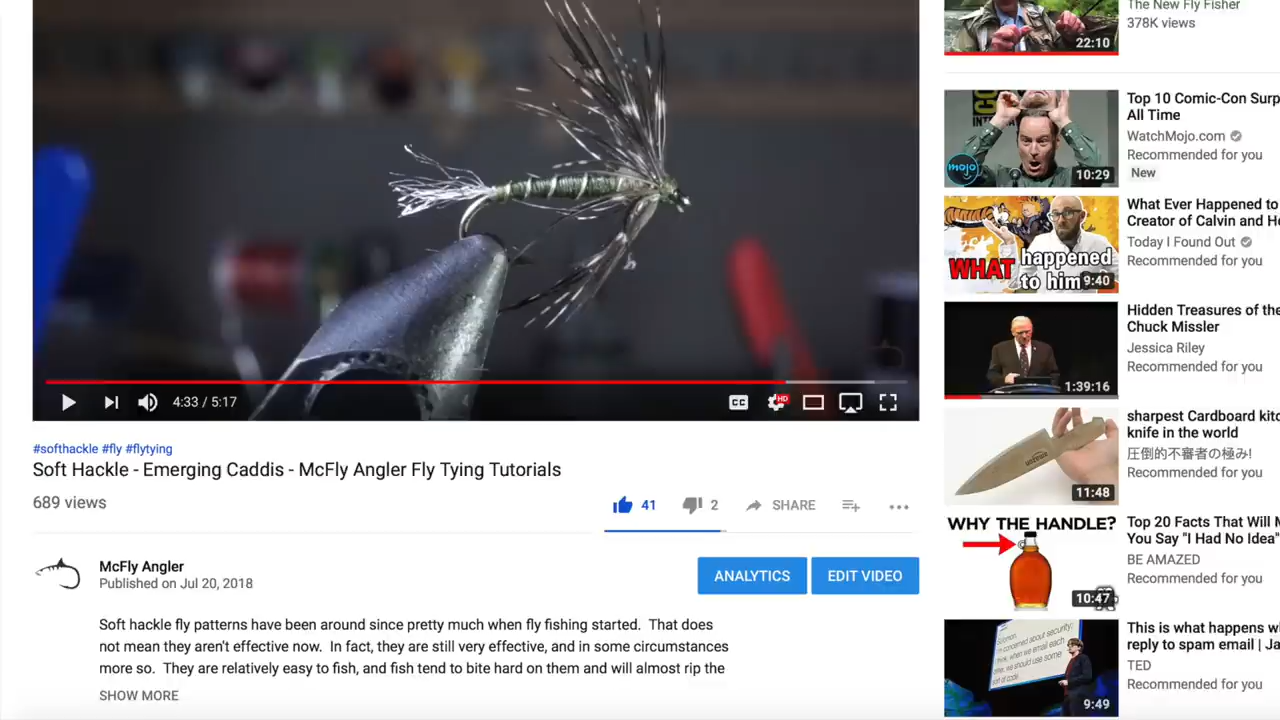 The New Fly Fisher
378K views
22:10
Top 10 Comic-Con Surp
All Time
WatchMojo.com
Recommended for you
New
mojo
10:29
What Ever Happened to
Creator of Calvin and H
Today I Found Out
Recommended for you
WHAT happened
to him
9:40
Hidden Treasures of the
Chuck Missler
Jessica Riley
Recommended for you
1:39:16
sharpest Cardboard kitc
knife in the world
圧倒的不審者の極み!
Recommended for you
11:48
WHY THE HANDLE?
Top 20 Facts That Will M
You Say "I Had No Idea"
BE AMAZED
Recommended for you
10:47
This is what happens w
reply to spam email | Ja
TED
Recommended for you
9:49
4:33 / 5:17
CC
HD
#softhackle #fly #flytying
Soft Hackle - Emerging Caddis - McFly Angler Fly Tying Tutorials
689 views
41
2
SHARE
McFly Angler
Published on Jul 20, 2018
ANALYTICS
EDIT VIDEO
Soft hackle fly patterns have been around since pretty much when fly fishing started. That does
not mean they aren't effective now. In fact, they are still very effective, and in some circumstances
more so. They are relatively easy to fish, and fish tend to bite hard on them and will almost rip the
SHOW MORE